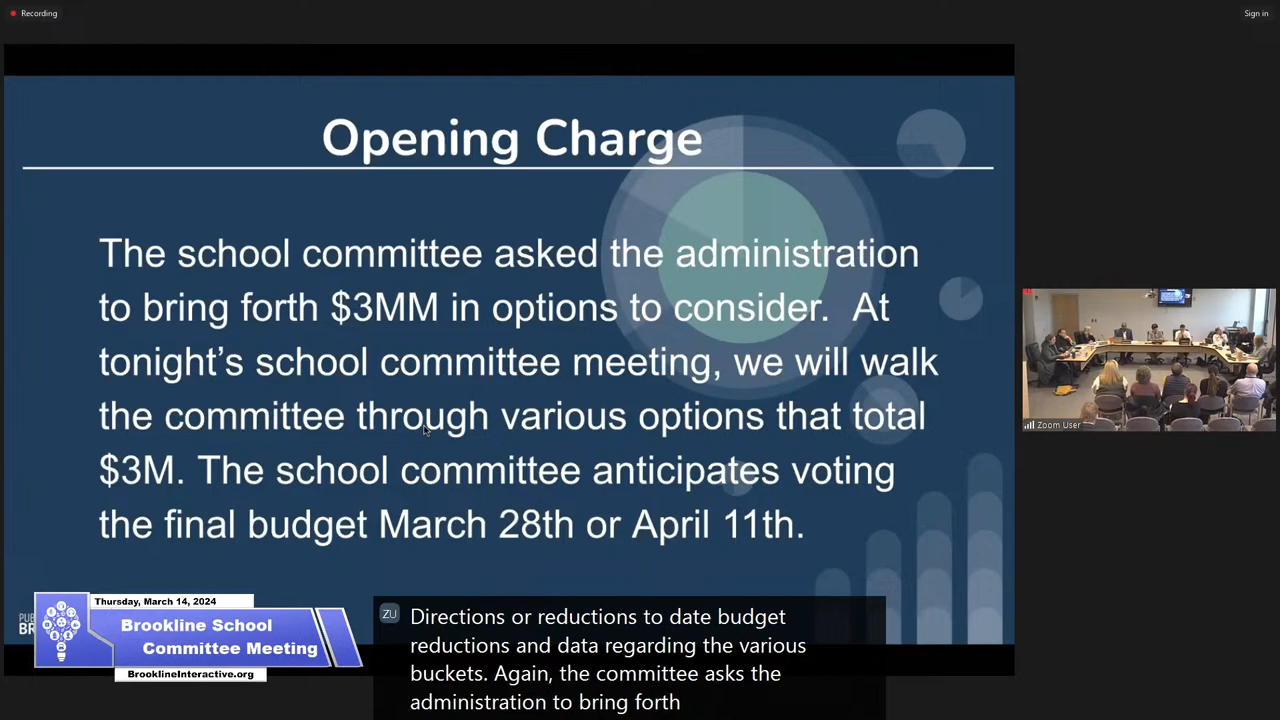 Recording
Sign in
Opening Charge
The school committee asked the administration
to bring forth $3MM in options to consider.  At
tonight's school committee meeting, we will walk
the committee through various options that total
$3M. The school committee anticipates voting
the final budget March 28th or April 11th.
Zoom User
Thursday, March 14, 2024
Brookline School
Committee Meeting
BrooklineInteractive.org
ZU
Directions or reductions to date budget
reductions and data regarding the various
buckets. Again, the committee asks the
administration to bring forth